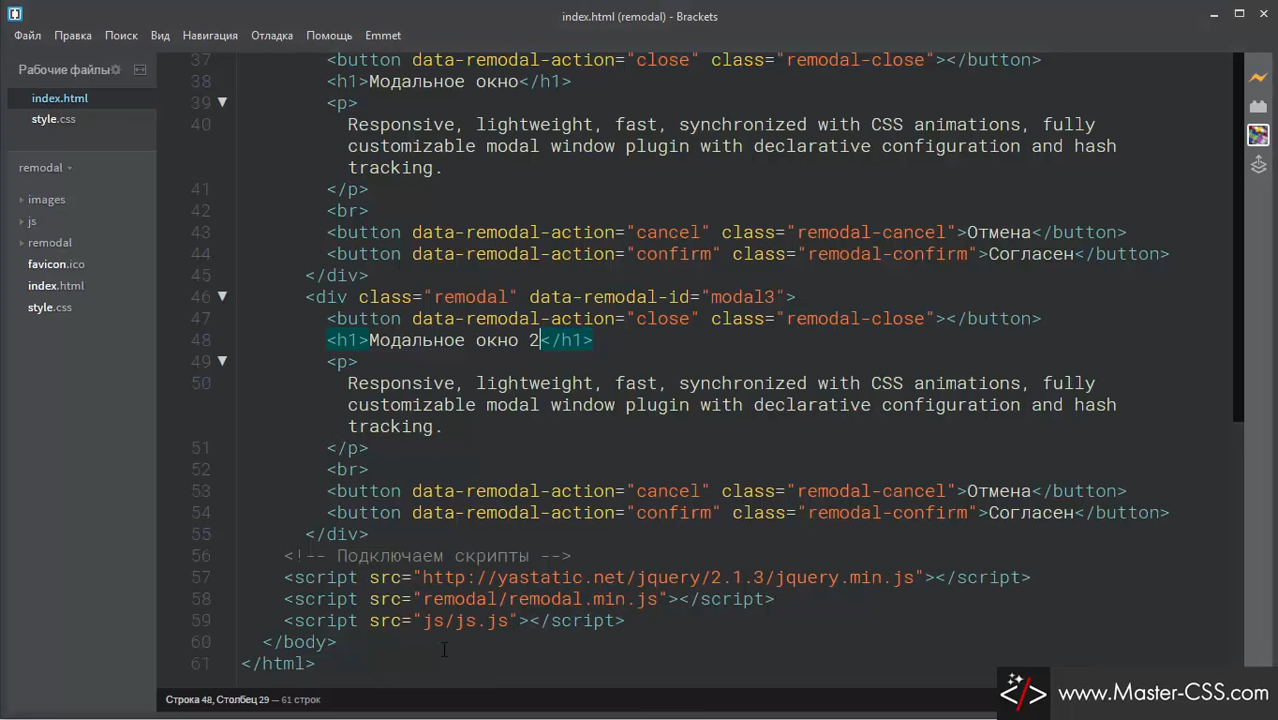 index.html (remodal) - Brackets
Файл Правка Поиск Вид Навигация Отладка Помощь Emmet
Рабочие файлы
index.html
style.css
remodal
images
js
remodal
favicon.ico
index.html
style.css
37 <button data-remodal-action="close" class="remodal-close"></button>
38 <h1>Модальное окно</h1>
39 <p>
40 Responsive, lightweight, fast, synchronized with CSS animations, fully
customizable modal window plugin with declarative configuration and hash
tracking.
41 </p>
42 <br>
43 <button data-remodal-action="cancel" class="remodal-cancel">Отмена</button>
44 <button data-remodal-action="confirm" class="remodal-confirm">Согласен</button>
45 </div>
46 <div class="remodal" data-remodal-id="modal3">
47 <button data-remodal-action="close" class="remodal-close"></button>
48 <h1>Модальное окно 2</h1>
49 <p>
50 Responsive, lightweight, fast, synchronized with CSS animations, fully
customizable modal window plugin with declarative configuration and hash
tracking.
51 </p>
52 <br>
53 <button data-remodal-action="cancel" class="remodal-cancel">Отмена</button>
54 <button data-remodal-action="confirm" class="remodal-confirm">Согласен</button>
55 </div>
56 <!-- Подключаем скрипты -->
57 <script src="http://yastatic.net/jquery/2.1.3/jquery.min.js"></script>
58 <script src="remodal/remodal.min.js"></script>
59 <script src="js/js.js"></script>
60 </body>
61 </html>
Строка 48, Столбец 29 — 61 строк
www.Master-CSS.com